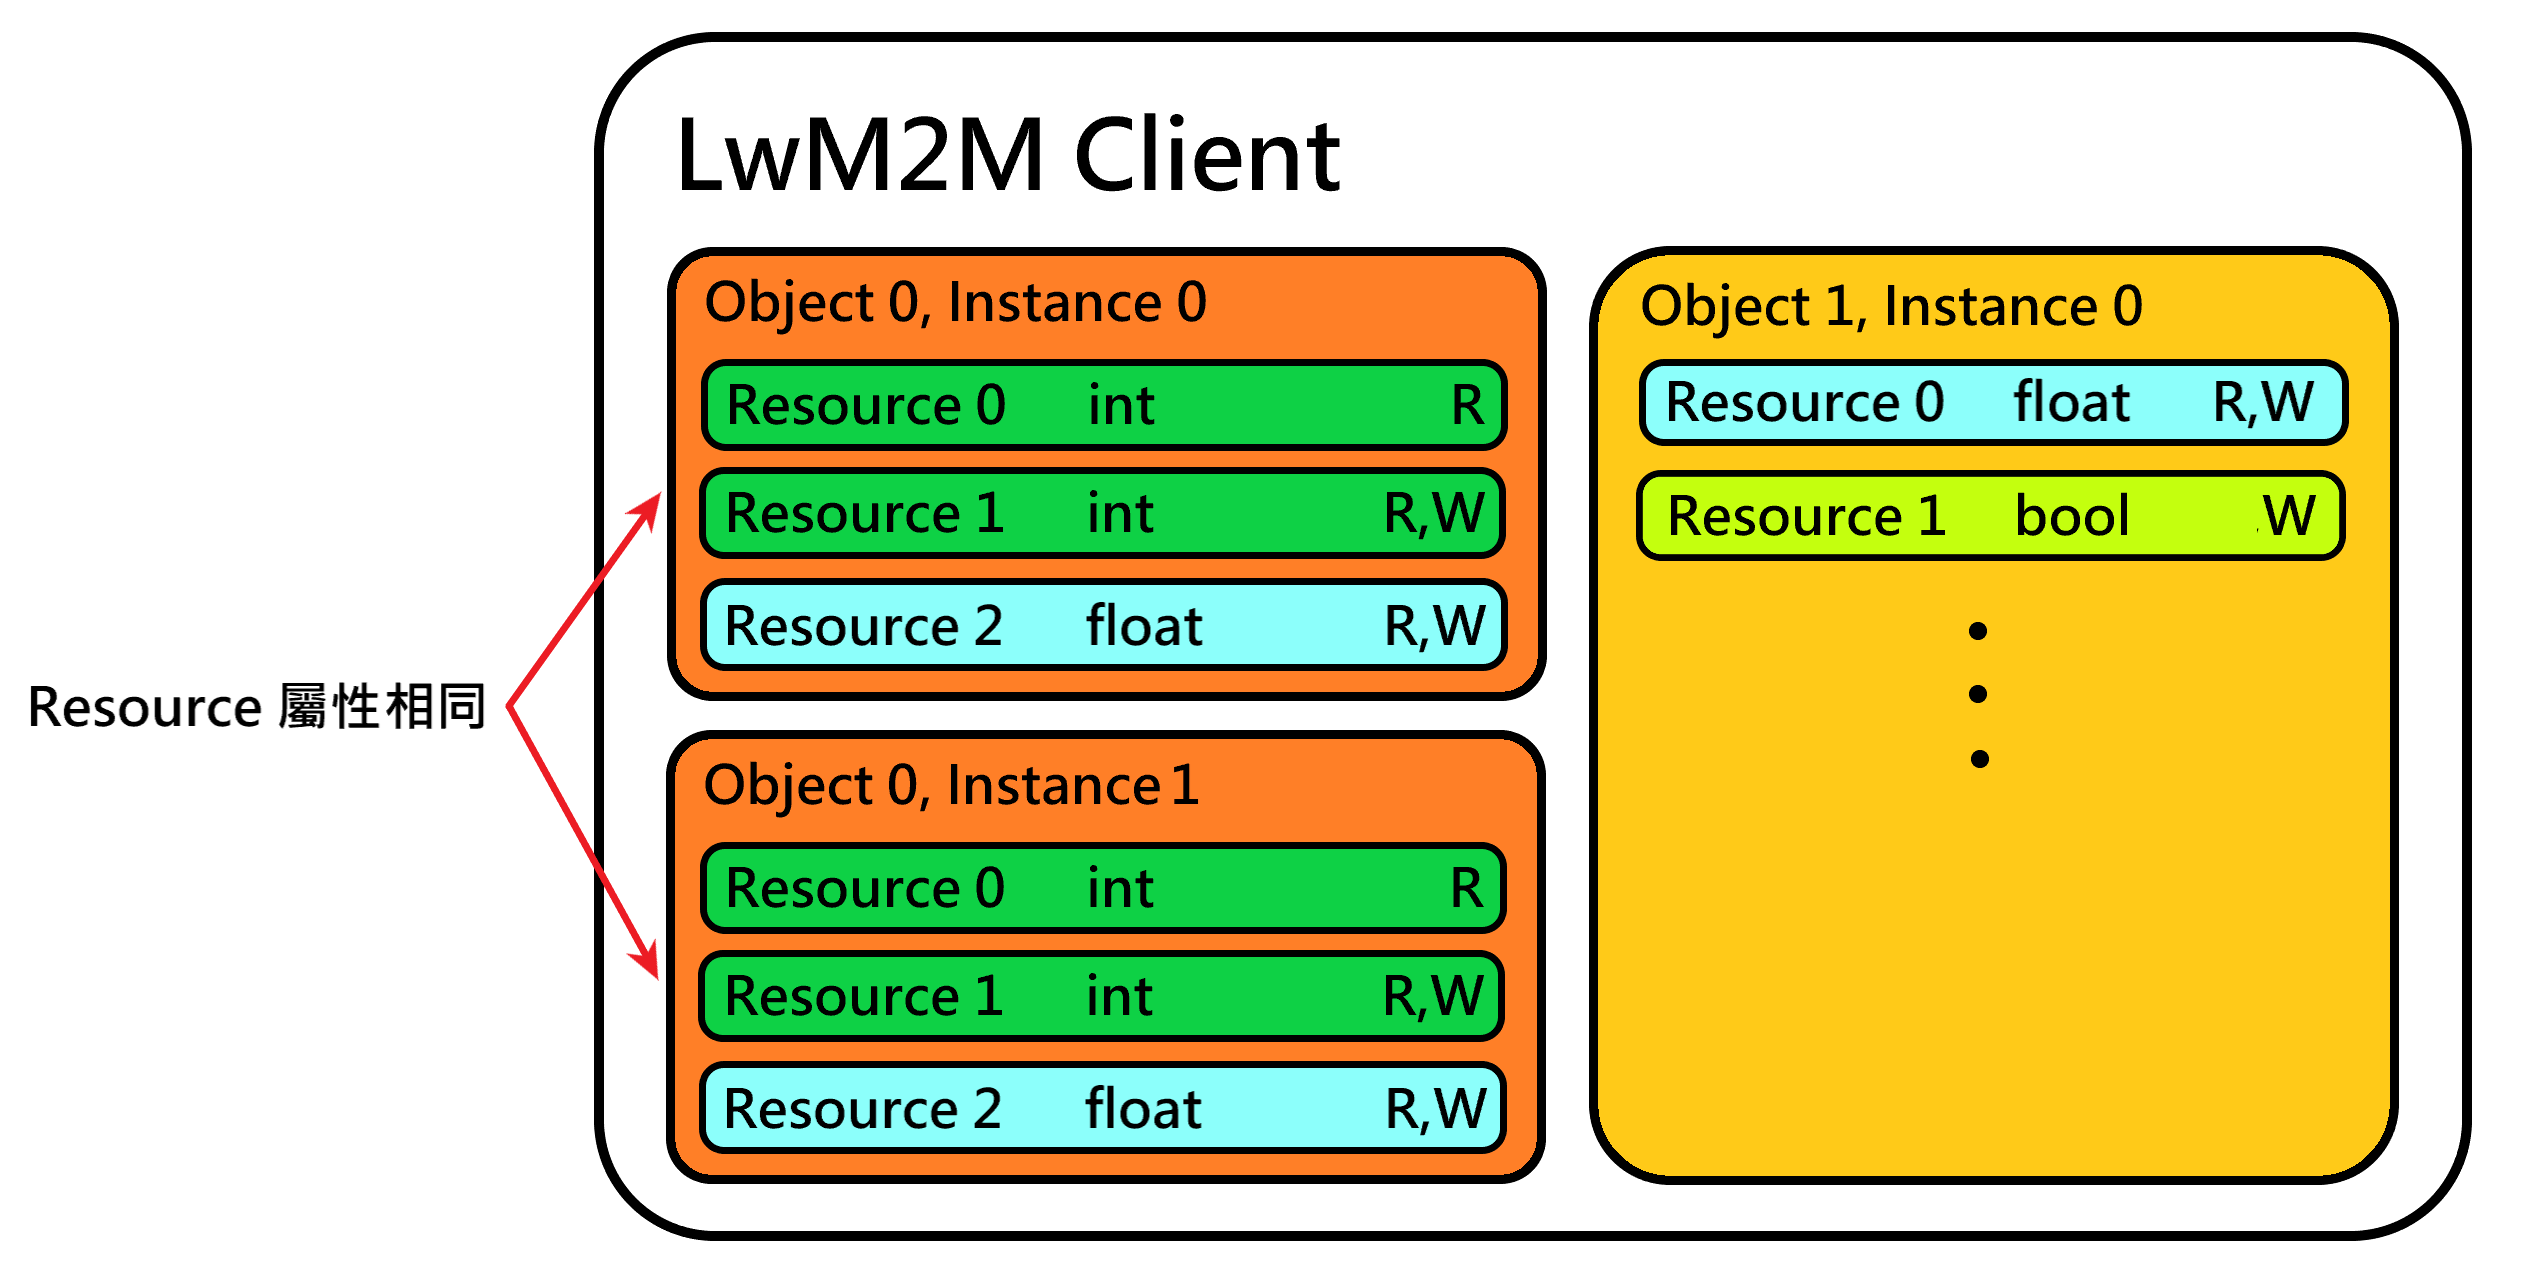 LwM2M Client
Object 0, Instance 0
Resource 0 int R
Resource 1 int R,W
Resource 2 float R,W
Object 0, Instance 1
Resource 0 int R
Resource 1 int R,W
Resource 2 float R,W
Object 1, Instance 0
Resource 0 float R,W
Resource 1 bool ,W
Resource 屬性相同